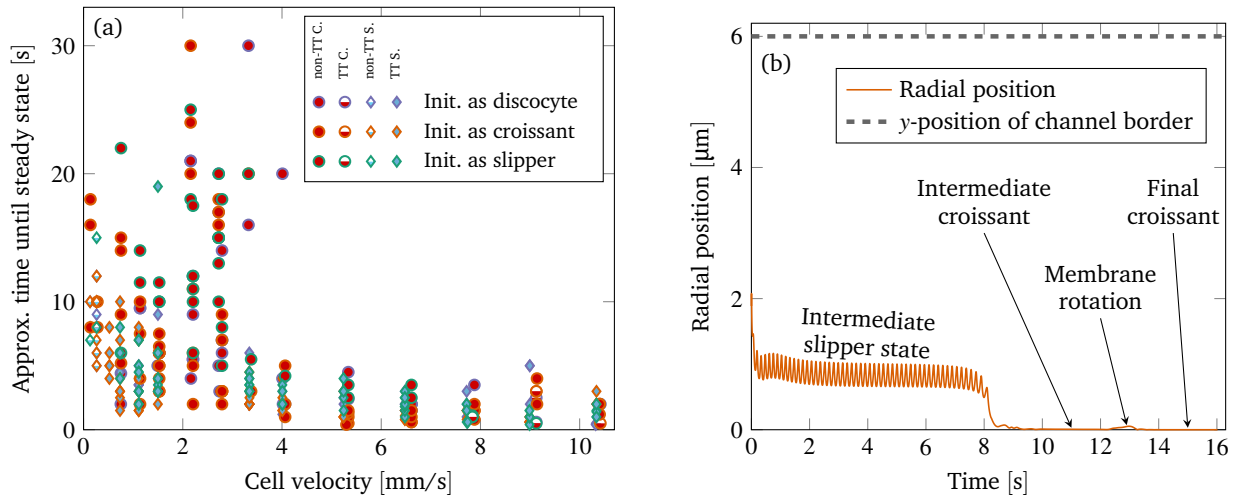 (a)
Approx. time until steady state [s]
30
20
10
0
0
2
4
6
8
10
Cell velocity [mm/s]
non-TT C.
TT C.
non-TT S.
TT S.
Init. as discocyte
Init. as croissant
Init. as slipper
(b)
Radial position [μm]
6
4
2
0
0
2
4
6
8
10
12
14
16
Time [s]
Radial position
y-position of channel border
Intermediate
slipper state
Intermediate
croissant
Membrane
rotation
Final
croissant